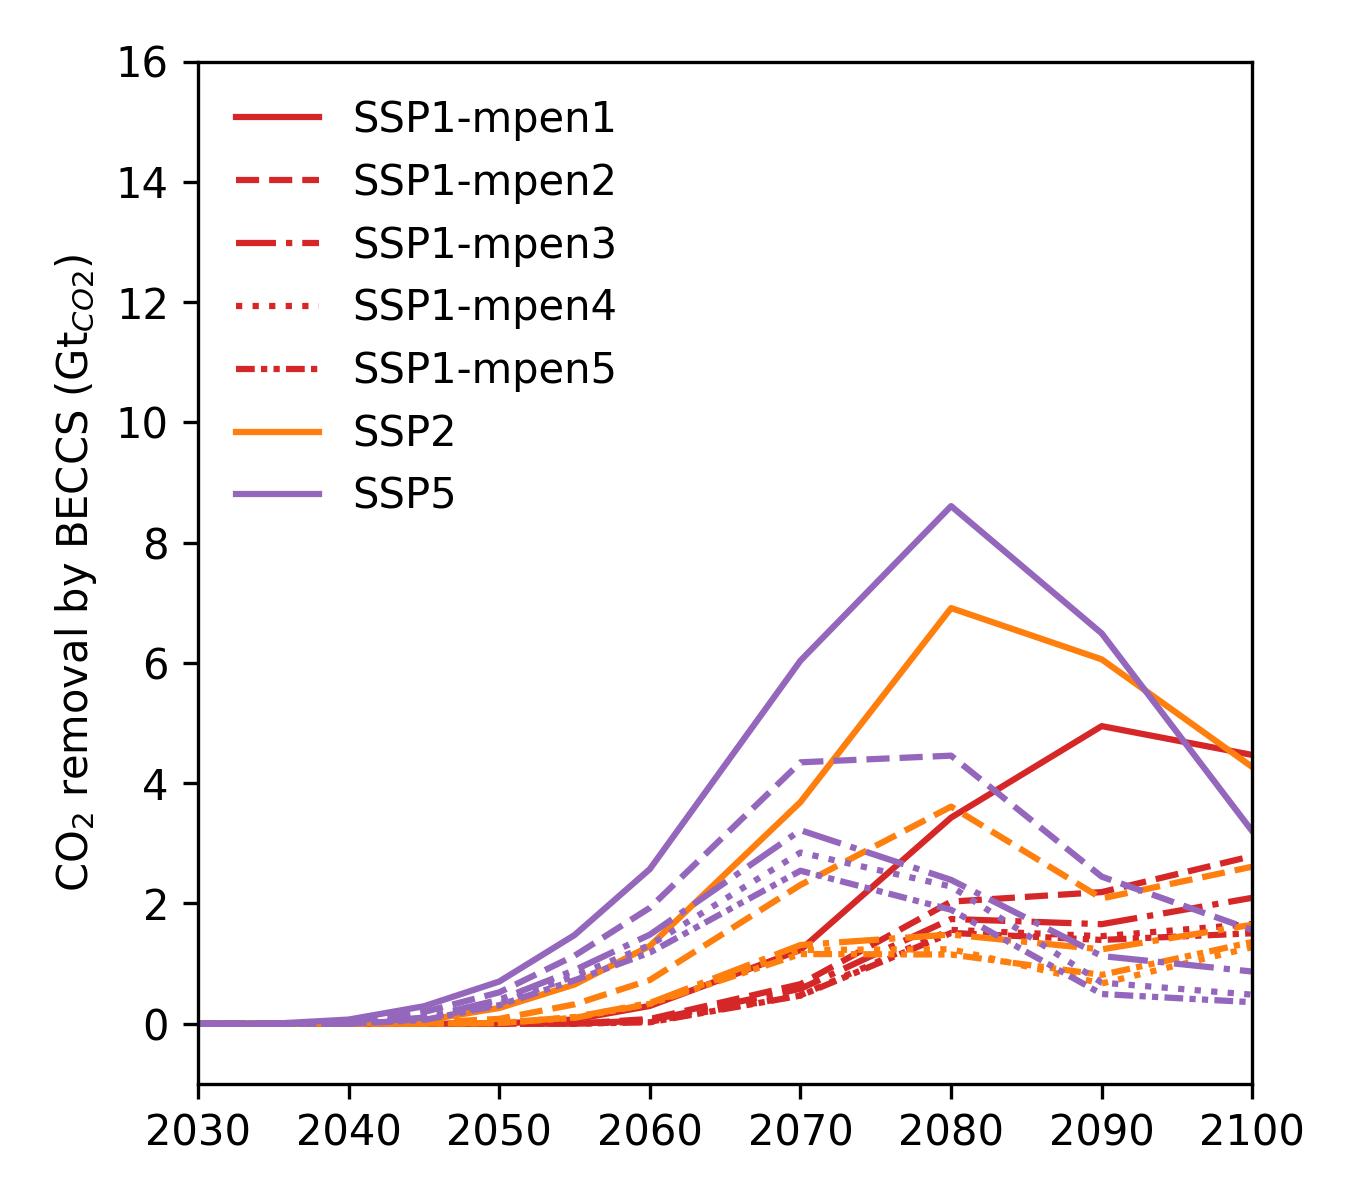 16
14
12
10
8
6
4
2
0
CO₂ removal by BECCS (Gt_CO2)
SSP1-mpen1
SSP1-mpen2
SSP1-mpen3
SSP1-mpen4
SSP1-mpen5
SSP2
SSP5
2030 2040 2050 2060 2070 2080 2090 2100